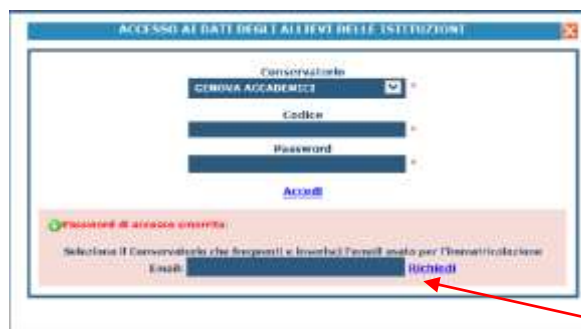 ACCESSO AI DATI DEGLI ALLIEVI DELLE ISTITUZIONI
Conservatorio
GENOVA ACCADEMICI *
Codice
*
Password
*
Accedi
Password di accesso smarrita:
Seleziona il Conservatorio che frequenti e inserisci l'email usata per l'immatricolazione
Email: Richiedi